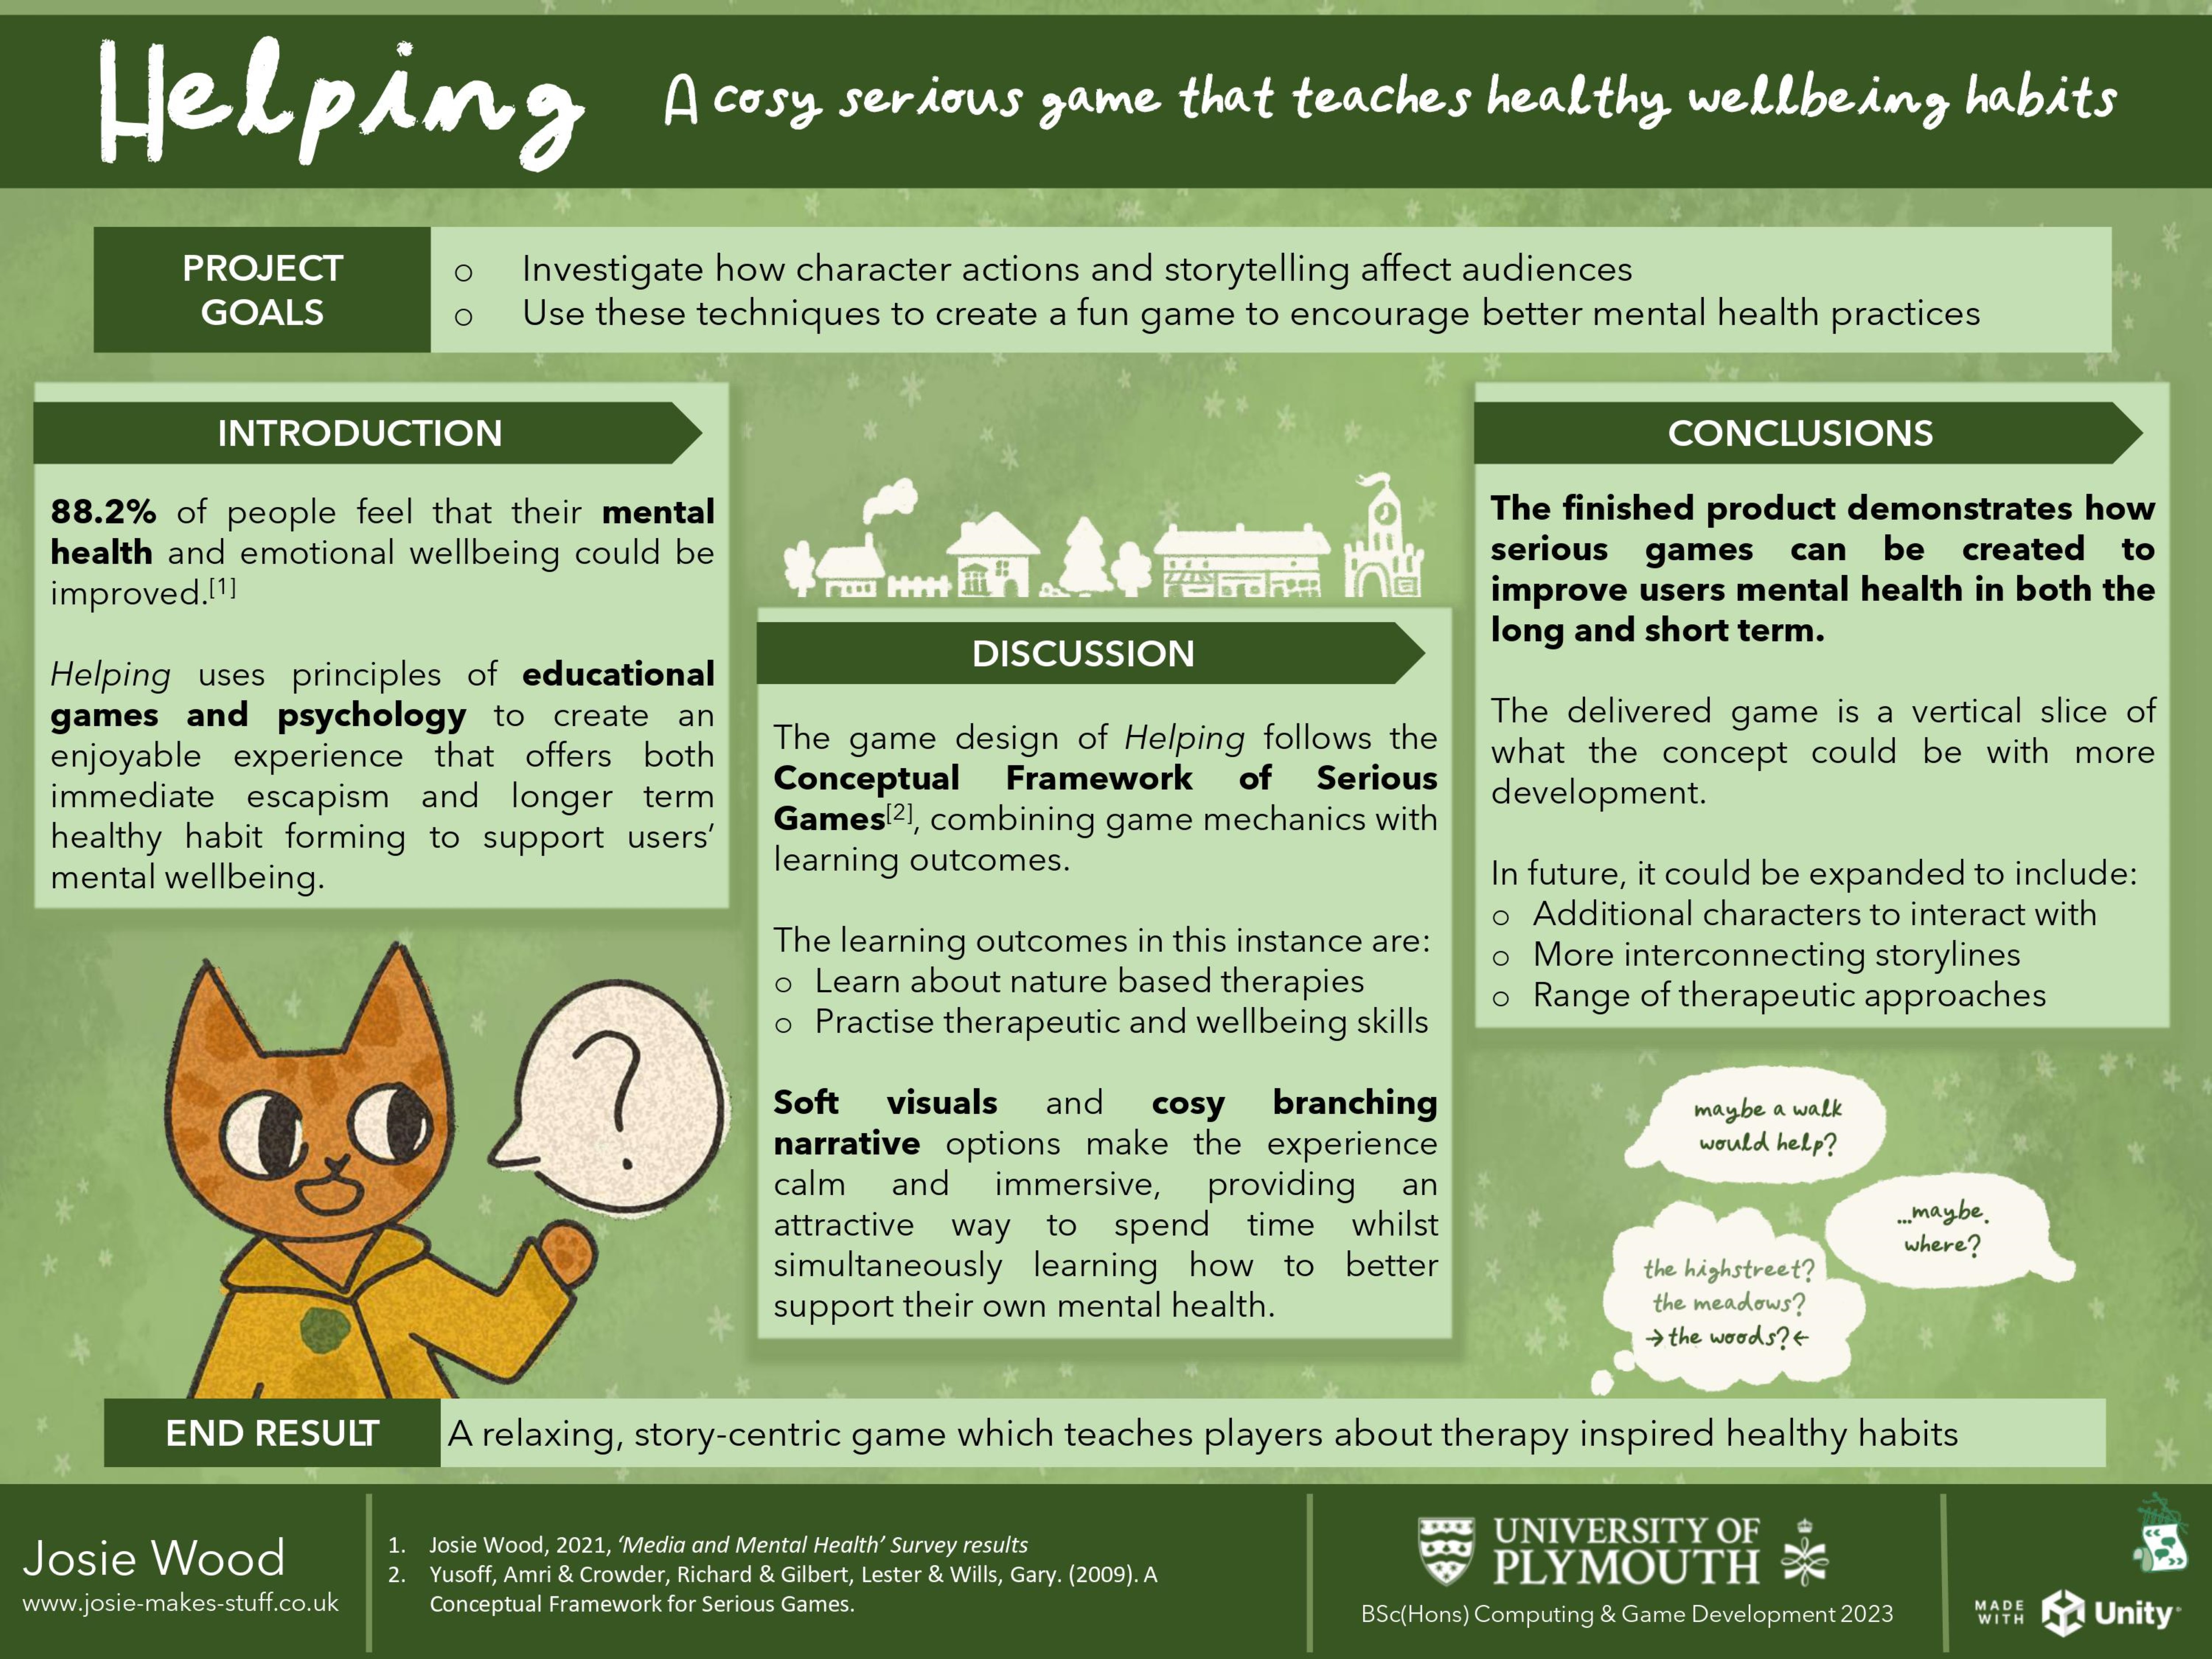 Helping
A cosy serious game that teaches healthy wellbeing habits
PROJECT
GOALS
o Investigate how character actions and storytelling affect audiences
o Use these techniques to create a fun game to encourage better mental health practices
INTRODUCTION
88.2% of people feel that their mental
health and emotional wellbeing could be
improved.[1]
Helping uses principles of educational
games and psychology to create an
enjoyable experience that offers both
immediate escapism and longer term
healthy habit forming to support users’
mental wellbeing.
?
DISCUSSION
The game design of Helping follows the
Conceptual Framework of Serious
Games[2], combining game mechanics with
learning outcomes.
The learning outcomes in this instance are:
o Learn about nature based therapies
o Practise therapeutic and wellbeing skills
Soft visuals and cosy branching
narrative options make the experience
calm and immersive, providing an
attractive way to spend time whilst
simultaneously learning how to better
support their own mental health.
CONCLUSIONS
The finished product demonstrates how
serious games can be created to
improve users mental health in both the
long and short term.
The delivered game is a vertical slice of
what the concept could be with more
development.
In future, it could be expanded to include:
o Additional characters to interact with
o More interconnecting storylines
o Range of therapeutic approaches
maybe a walk
would help?
...maybe.
where?
the highstreet?
the meadows?
→the woods?←
END RESULT
A relaxing, story-centric game which teaches players about therapy inspired healthy habits
Josie Wood
www.josie-makes-stuff.co.uk
1. Josie Wood, 2021, ‘Media and Mental Health’ Survey results
2. Yusoff, Amri & Crowder, Richard & Gilbert, Lester & Wills, Gary. (2009). A
Conceptual Framework for Serious Games.
UNIVERSITY OF
PLYMOUTH
BSc(Hons) Computing & Game Development 2023
MADE
WITH
Unity